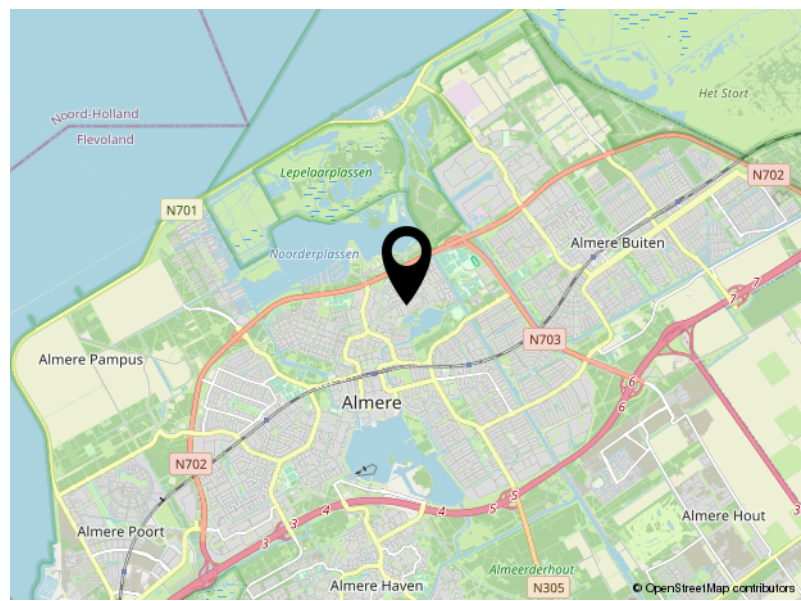 Het Stort
Noord-Holland
Flevoland
Lepelaarplassen
N702
N701
Almere Buiten
Noorderplassen
7
7
N703
Almere Pampus
6
6
Almere
N702
5
5
4
4
3
3
3
Almere Hout
Almere Poort
Almeerderhout
Almere Haven
N305
© OpenStreetMap contributors